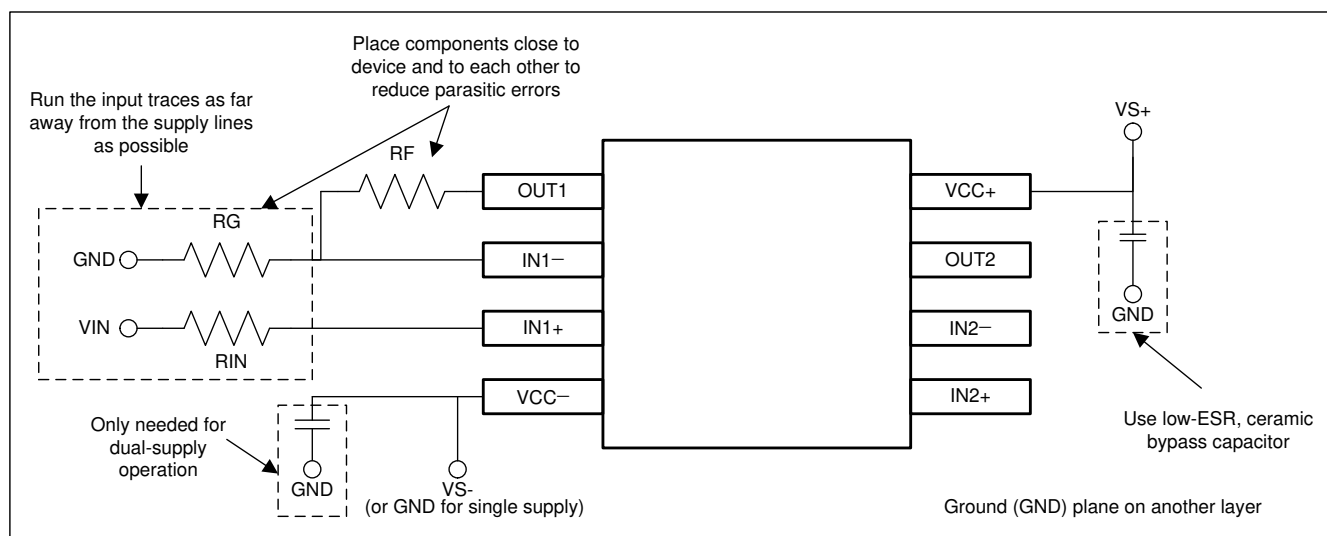 Place components close to
device and to each other to
reduce parasitic errors
Run the input traces as far
away from the supply lines
as possible
VS+
RF
OUT1
VCC+
RG
GND
IN1−
OUT2
VIN
IN1+
GND
IN2−
RIN
VCC−
IN2+
Only needed for
dual-supply
operation
GND
VS-
(or GND for single supply)
Use low-ESR, ceramic
bypass capacitor
Ground (GND) plane on another layer